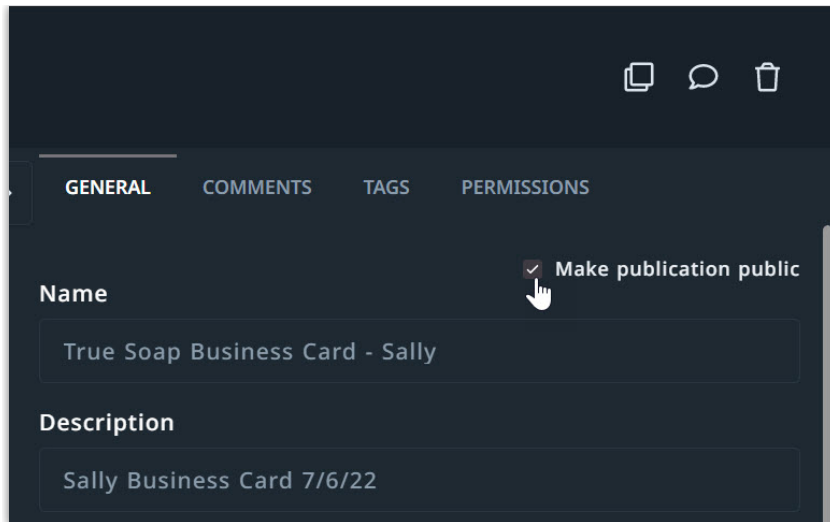 GENERAL COMMENTS TAGS PERMISSIONS
Make publication public
Name
True Soap Business Card - Sally
Description
Sally Business Card 7/6/22